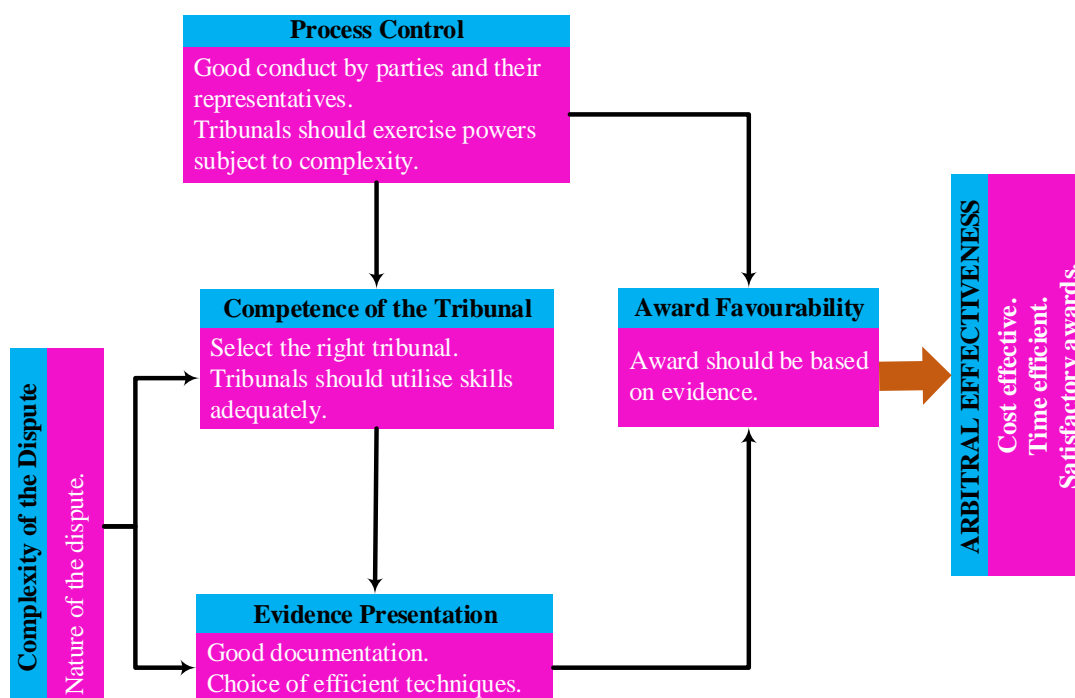 Process Control
Good conduct by parties and their
representatives.
Tribunals should exercise powers
subject to complexity.
Competence of the Tribunal
Select the right tribunal.
Tribunals should utilise skills
adequately.
Award Favourability
Award should be based
on evidence.
Complexity of the Dispute
Nature of the dispute.
Evidence Presentation
Good documentation.
Choice of efficient techniques.
ARBITRAL EFFECTIVENESS
Cost effective.
Time efficient.
Satisfactory awards.